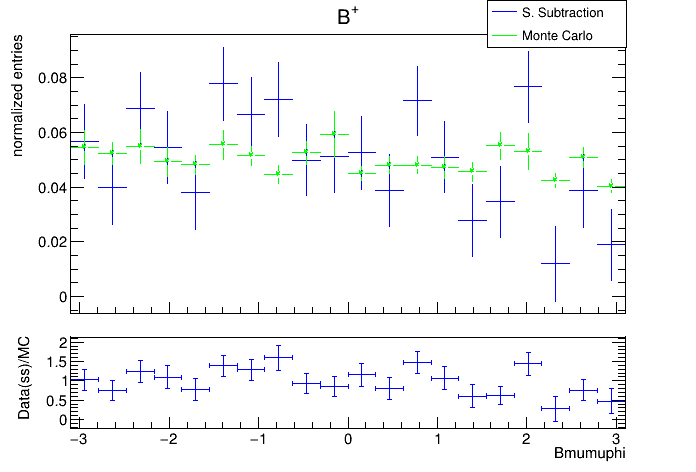 B+
S. Subtraction
Monte Carlo
normalized entries
0.08
0.06
0.04
0.02
0
Data(ss)/MC
2
1.5
1
0.5
0
−3 −2 −1 0 1 2 3
Bmumuphi